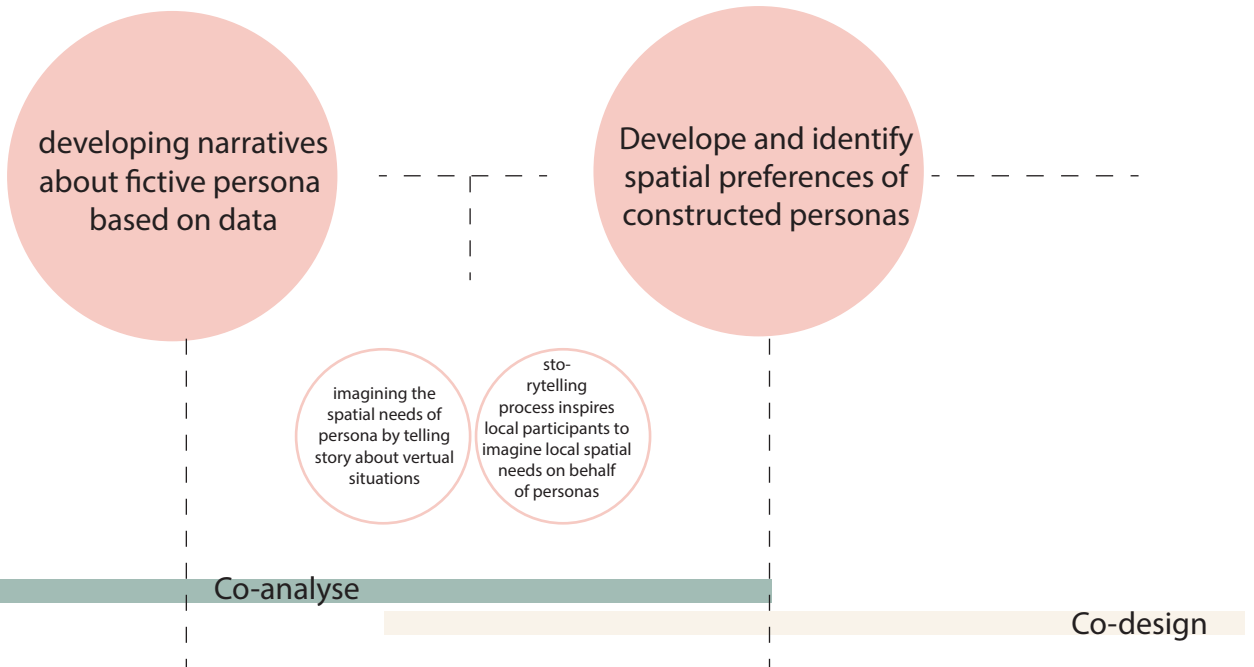 developing narratives
about fictive persona
based on data
Develope and identify
spatial preferences of
constructed personas
imagining the
spatial needs of
persona by telling
story about vertual
situations
sto-
rytelling
process inspires
local participants to
imagine local spatial
needs on behalf
of personas
Co-analyse
Co-design